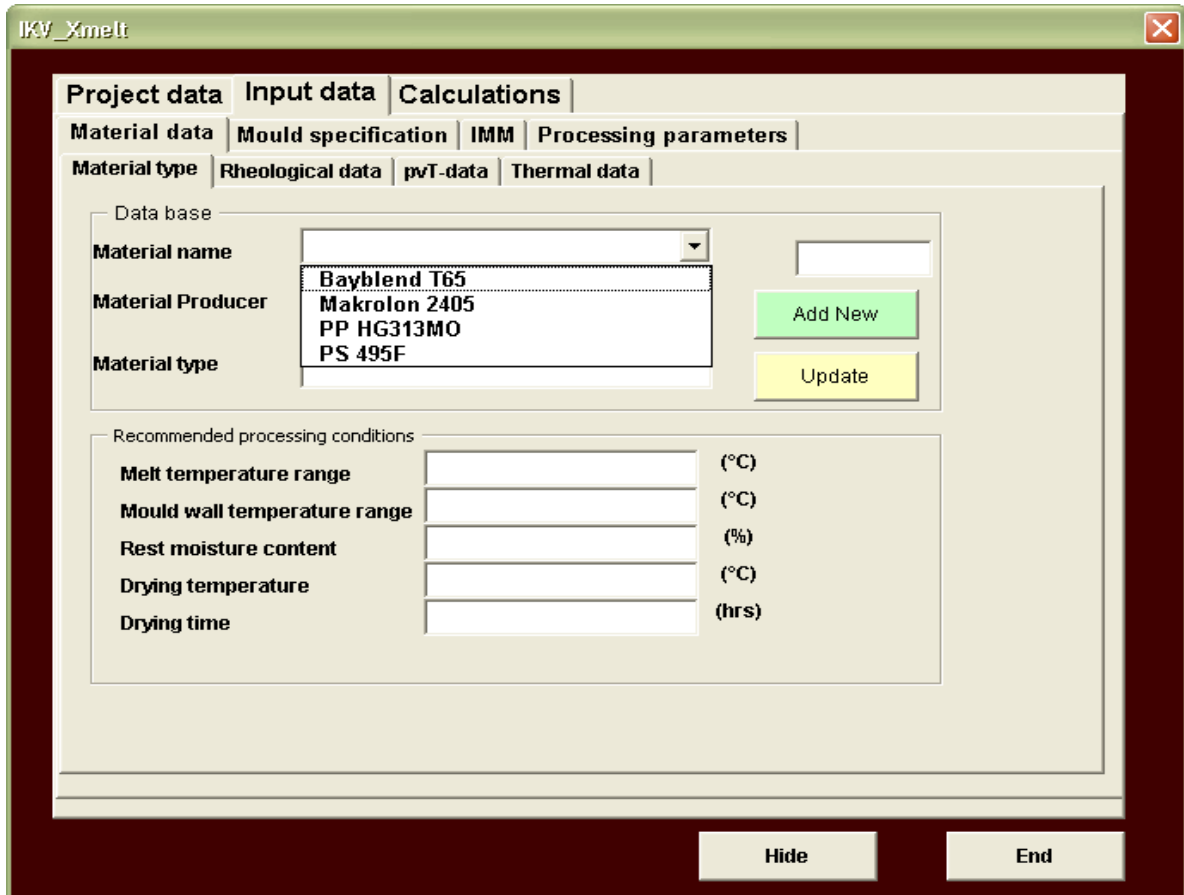 IKV_Xmelt
Project data Input data Calculations
Material data Mould specification IMM Processing parameters
Material type Rheological data pvT-data Thermal data
Data base
Material name
Bayblend T65
Material Producer Makrolon 2405 Add New
PP HG313MO
PS 495F
Material type Update
Recommended processing conditions
Melt temperature range (°C)
Mould wall temperature range (°C)
Rest moisture content (%)
Drying temperature (°C)
Drying time (hrs)
Hide End